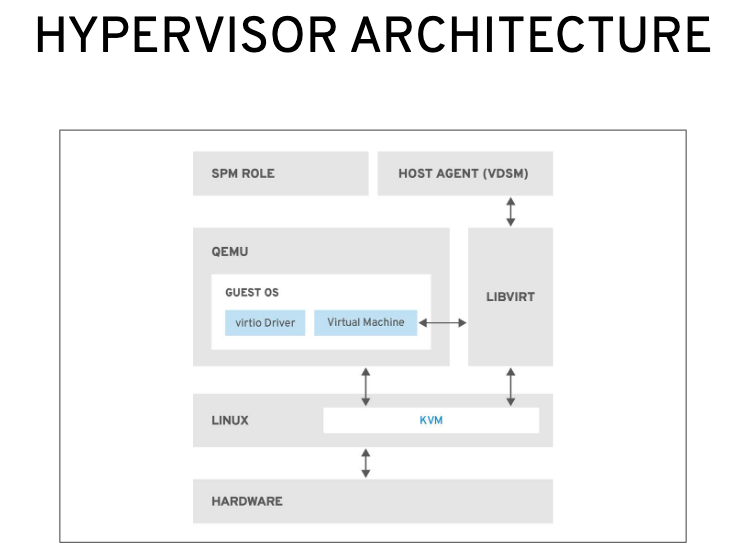 HYPERVISOR ARCHITECTURE
SPM ROLE
HOST AGENT (VDSM)
QEMU
GUEST OS
virtio Driver
Virtual Machine
LIBVIRT
LINUX
KVM
HARDWARE